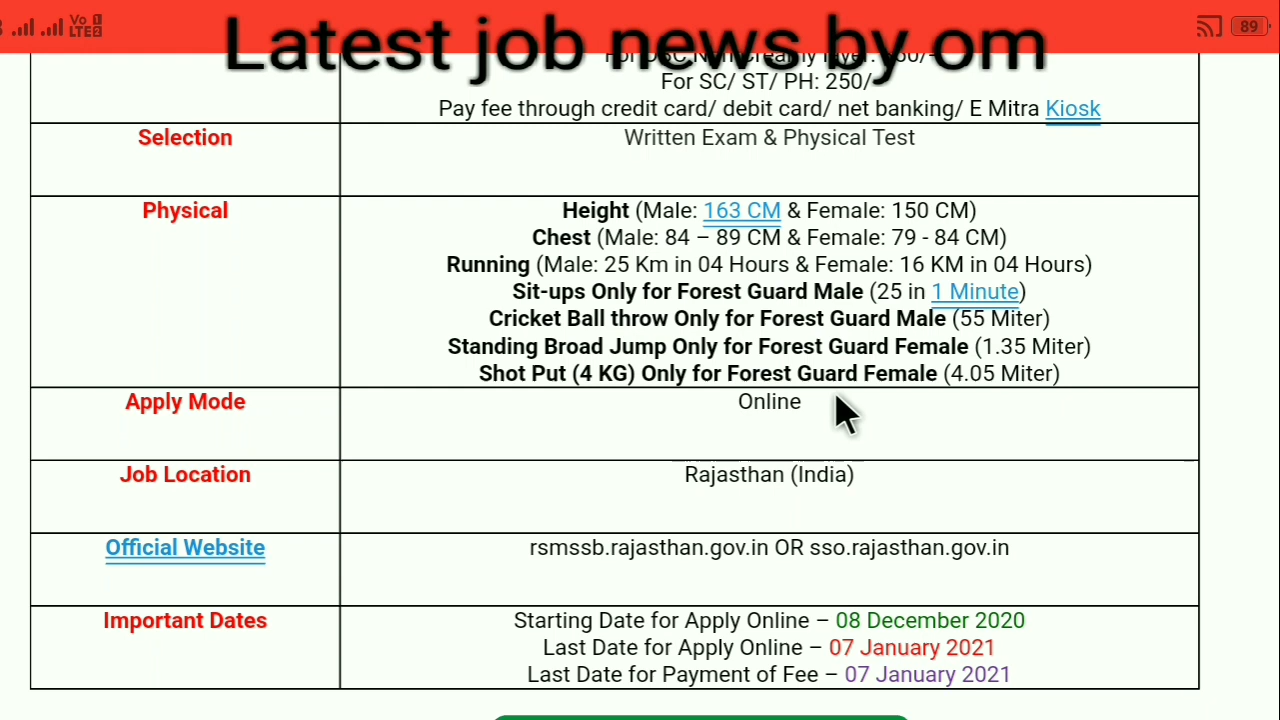 Vo 1
LTE 2
89
Latest job news by om
For SC/ ST/ PH: 250/-
Pay fee through credit card/ debit card/ net banking/ E Mitra Kiosk
Selection
Written Exam & Physical Test
Physical
Height (Male: 163 CM & Female: 150 CM)
Chest (Male: 84 – 89 CM & Female: 79 - 84 CM)
Running (Male: 25 Km in 04 Hours & Female: 16 KM in 04 Hours)
Sit-ups Only for Forest Guard Male (25 in 1 Minute)
Cricket Ball throw Only for Forest Guard Male (55 Miter)
Standing Broad Jump Only for Forest Guard Female (1.35 Miter)
Shot Put (4 KG) Only for Forest Guard Female (4.05 Miter)
Apply Mode
Online
Job Location
Rajasthan (India)
Official Website
rsmssb.rajasthan.gov.in OR sso.rajasthan.gov.in
Important Dates
Starting Date for Apply Online – 08 December 2020
Last Date for Apply Online – 07 January 2021
Last Date for Payment of Fee – 07 January 2021